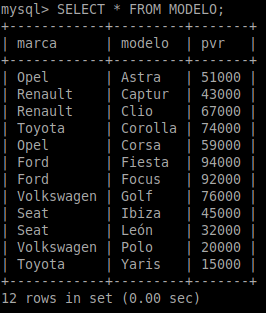 mysql> SELECT * FROM MODELO;
+------------+---------+-------+
| marca      | modelo  | pvr   |
+------------+---------+-------+
| Opel       | Astra   | 51000 |
| Renault    | Captur  | 43000 |
| Renault    | Clio    | 67000 |
| Toyota     | Corolla | 74000 |
| Opel       | Corsa   | 59000 |
| Ford       | Fiesta  | 94000 |
| Ford       | Focus   | 92000 |
| Volkswagen | Golf    | 76000 |
| Seat       | Ibiza   | 45000 |
| Seat       | León    | 32000 |
| Volkswagen | Polo    | 20000 |
| Toyota     | Yaris   | 15000 |
+------------+---------+-------+
12 rows in set (0.00 sec)